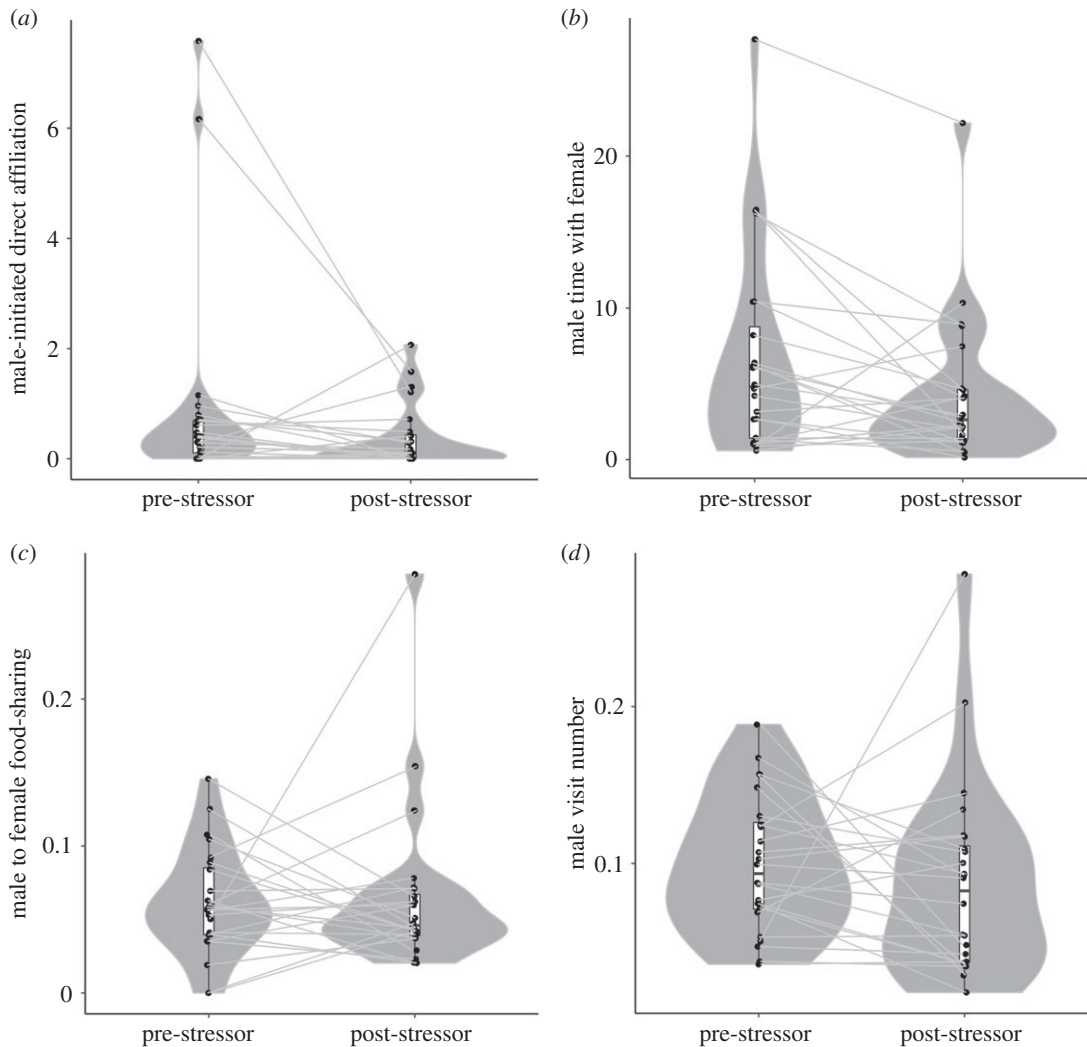 (a)
male-initiated direct affiliation
6
4
2
0
pre-stressor
post-stressor
(b)
male time with female
20
10
0
pre-stressor
post-stressor
(c)
male to female food-sharing
0.2
0.1
0
pre-stressor
post-stressor
(d)
male visit number
0.2
0.1
pre-stressor
post-stressor